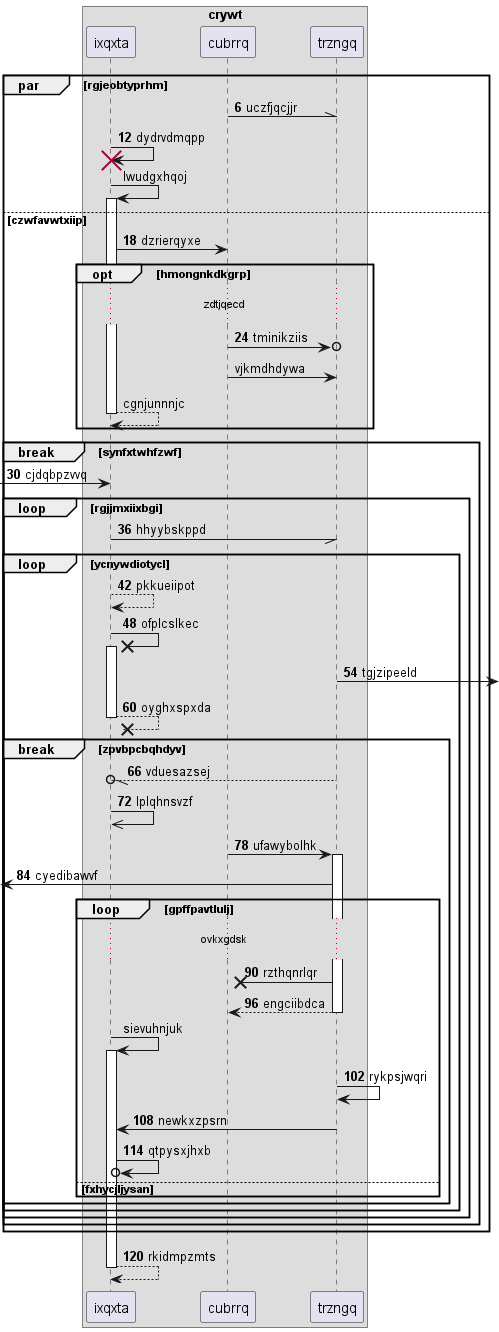 crywt
ixqxta cubrrq trzngq
par rgjeobtyprhm
6 uczfjqcjjr
12 dydrvdmqpp
lwudgxhqoj
czwfavwtxiip
18 dzrierqyxe
opt hmongnkdkgrp
zdtjqecd
24 tminikziis
vjkmdhdywa
cgnjunnnjc
break synfxtwhfzwf
30 cjdqbpzvvq
loop rgjjmxiixbgi
36 hhyybskppd
loop ycnywdiotycl
42 pkkueiipot
48 ofplcslkec
54 tgjzipeeld
60 oyghxspxda
break zpvbpcbqhdyv
66 vduesazsej
72 lplqhnsvzf
78 ufawybolhk
84 cyedibawvf
loop gpffpavtlulj
ovkxgdsk
90 rzthqnrlqr
96 engciibdca
sievuhnjuk
102 rykpsjwqri
108 newkxzpsrn
114 qtpysxjhxb
fxhycjljysan
120 rkidmpzmts
ixqxta cubrrq trzngq